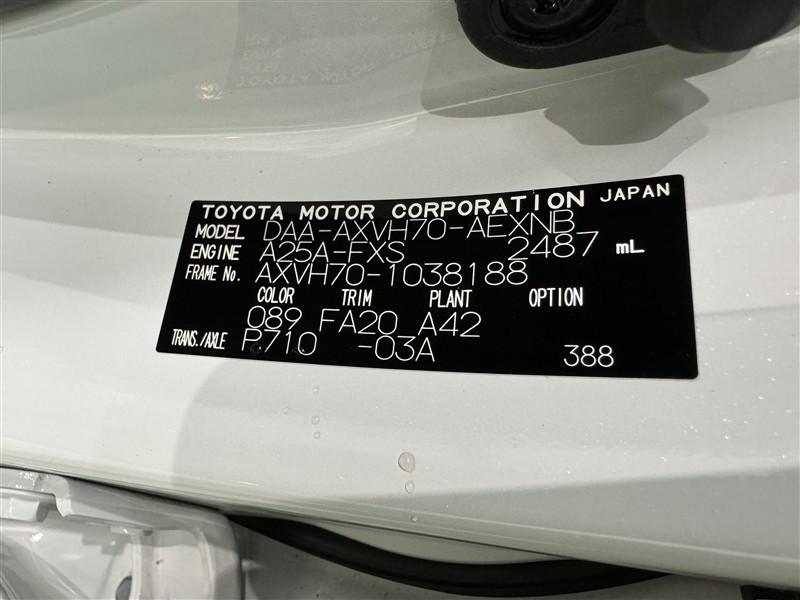 TOYOTA MOTOR CORPORATION JAPAN
MODEL DAA-AXVH70-AEXNB
ENGINE A25A-FXS 2487 mL
FRAME No. AXVH70-1038188
COLOR TRIM PLANT OPTION
089 FA20 A42
TRANS./AXLE P710 -03A 388